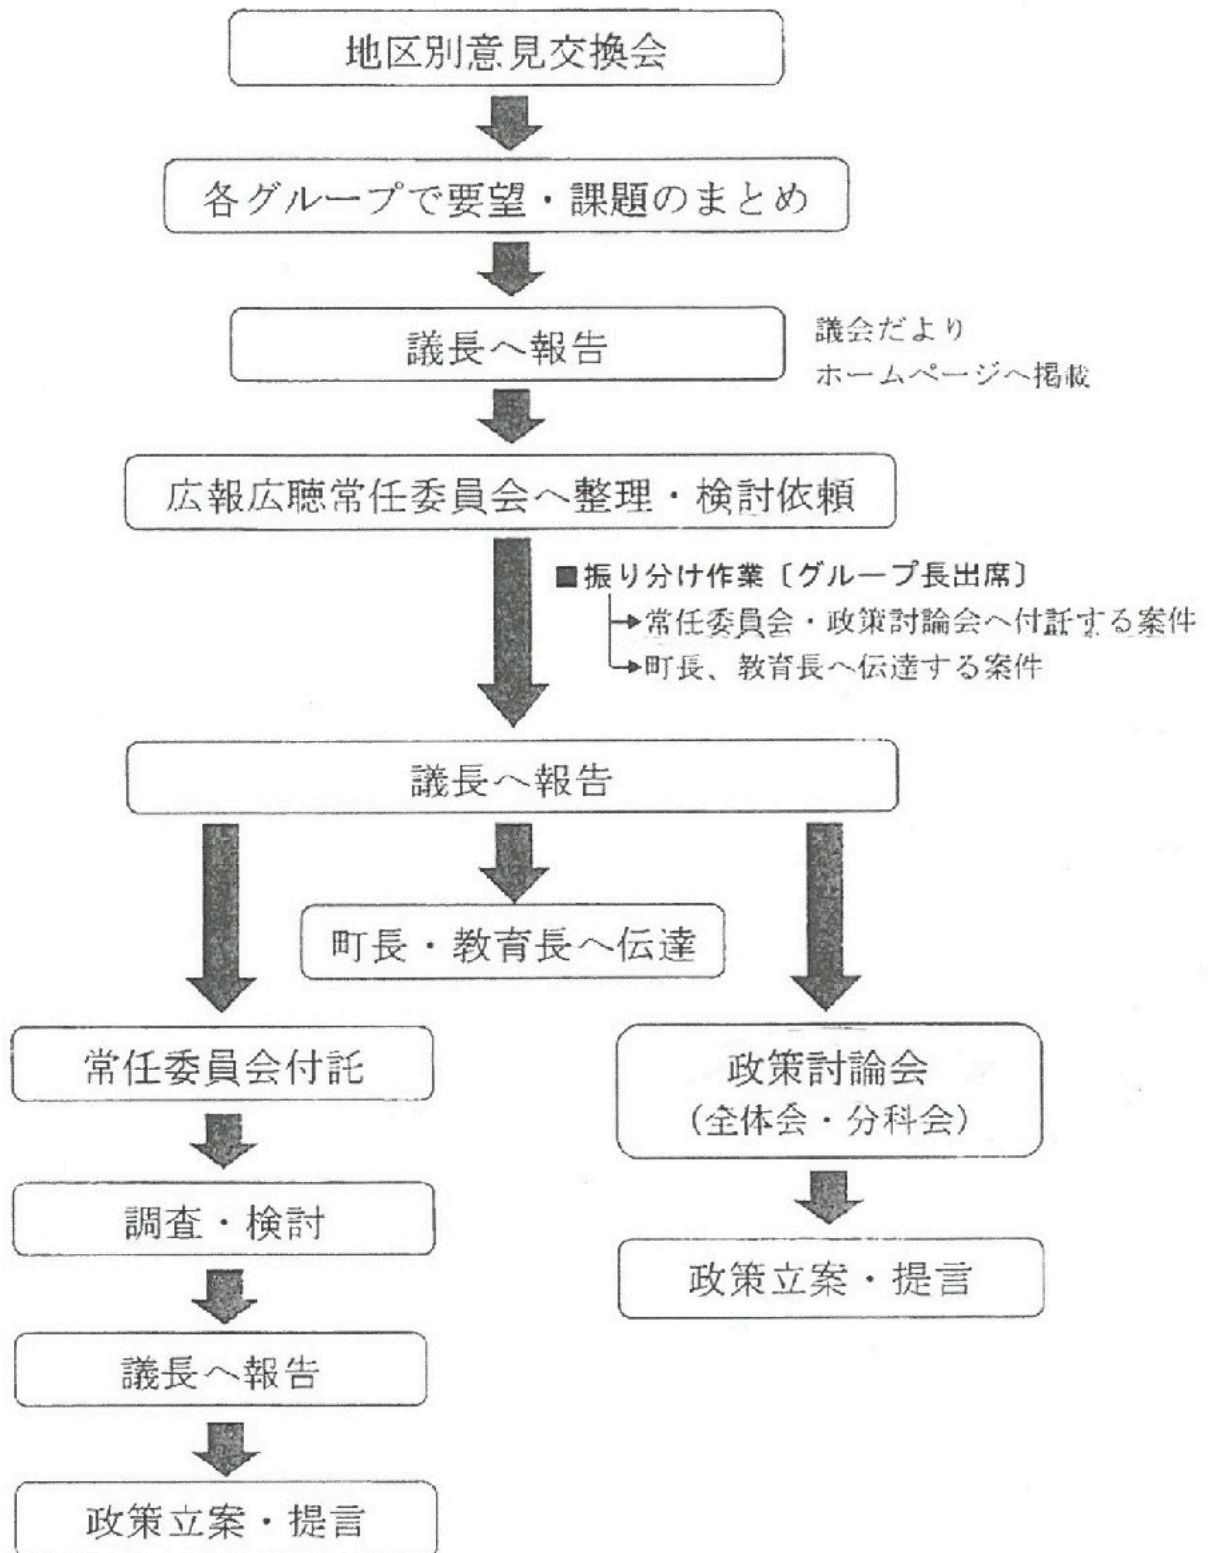 地区別意見交換会
各グループで要望・課題のまとめ
議長へ報告
議会だより
ホームページへ掲載
広報広聴常任委員会へ整理・検討依頼
■振り分け作業〔グループ長出席〕
常任委員会・政策討論会へ付託する案件
町長、教育長へ伝達する案件
議長へ報告
町長・教育長へ伝達
常任委員会付託
調査・検討
議長へ報告
政策立案・提言
政策討論会
(全体会・分科会)
政策立案・提言